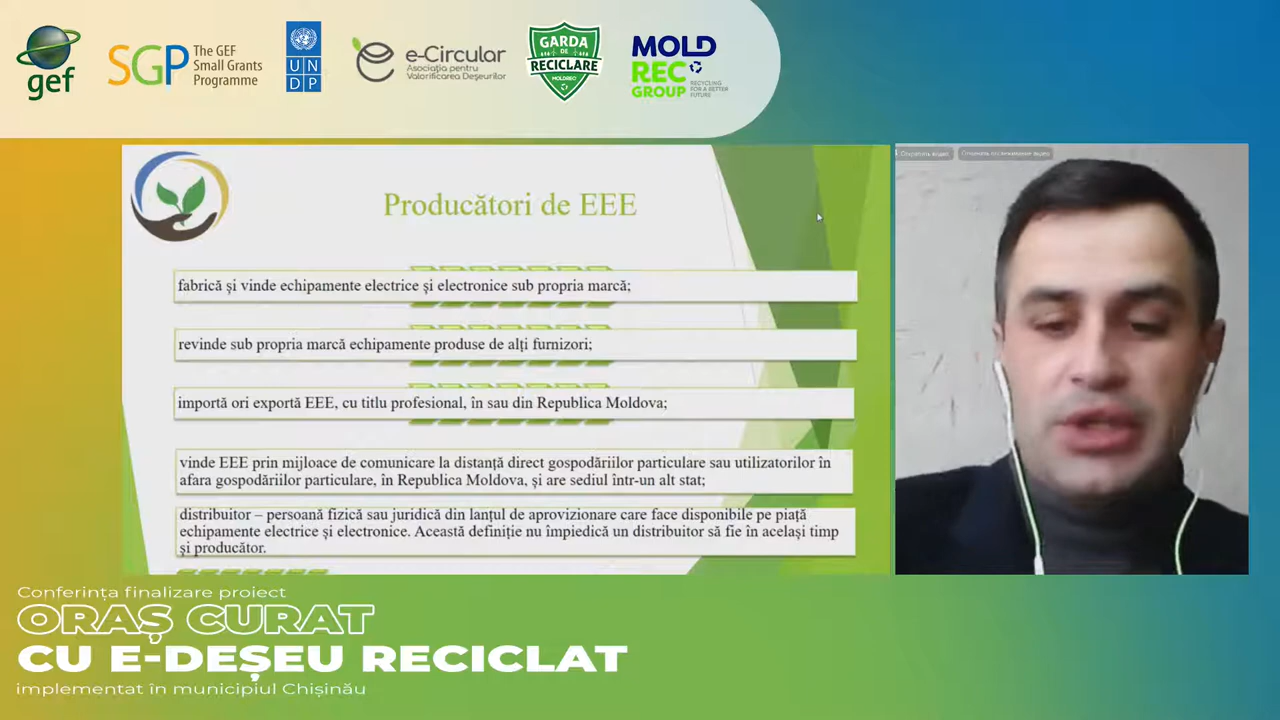 gef
SGP
The GEF
Small Grants
Programme
U N
D P
e-Circular
Asociația pentru
Valorificarea Deșeurilor
GARDA
DE
RECICLARE
MOLDREC
MOLD
REC
GROUP
RECYCLING
FOR A BETTER
FUTURE
Producători de EEE
fabrică și vinde echipamente electrice și electronice sub propria marcă;
revinde sub propria marcă echipamente produse de alți furnizori;
importă ori exportă EEE, cu titlu profesional, în sau din Republica Moldova;
vinde EEE prin mijloace de comunicare la distanță direct gospodăriilor particulare sau utilizatorilor în
afara gospodăriilor particulare, în Republica Moldova, și are sediul într-un alt stat;
distribuitor – persoană fizică sau juridică din lanțul de aprovizionare care face disponibile pe piață
echipamente electrice și electronice. Această definiție nu împiedică un distribuitor să fie în același timp
și producător.
Conferința finalizare proiect
ORAȘ CURAT
CU E-DEȘEU RECICLAT
implementat în municipiul Chișinău